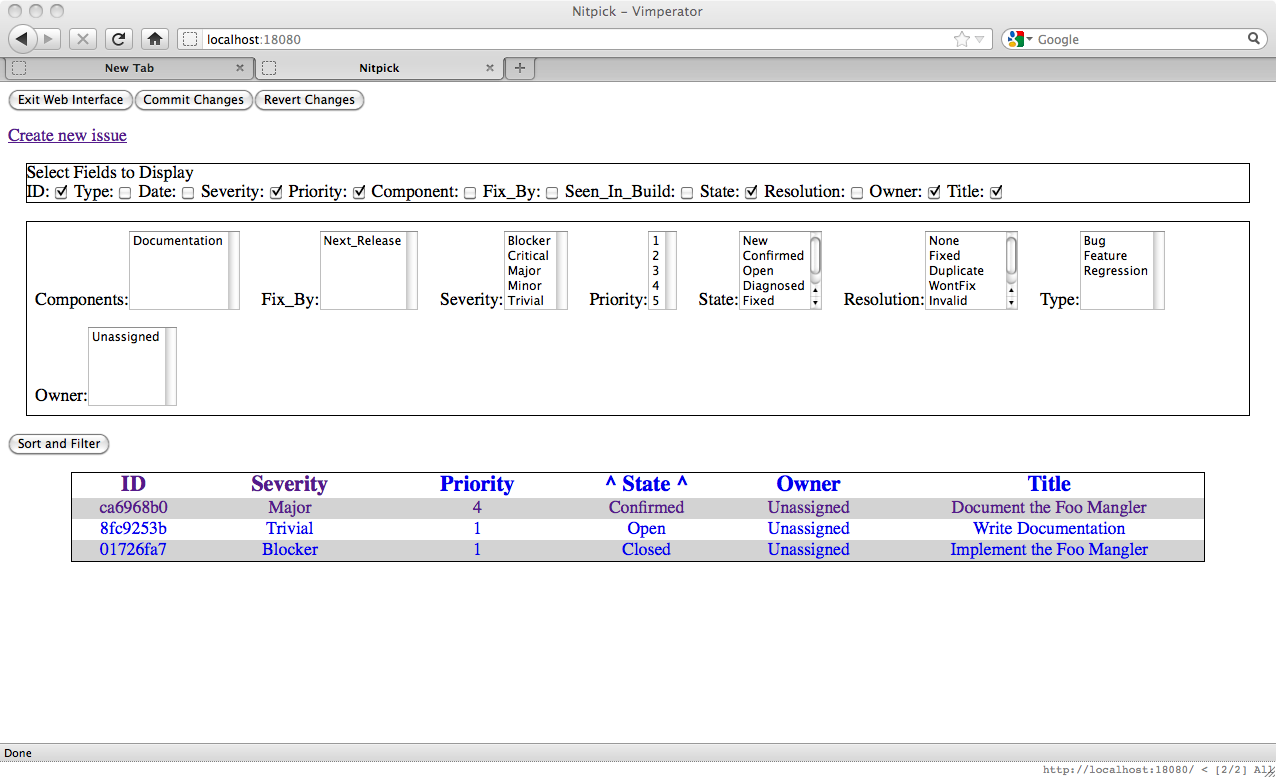 Nitpick – Vimperator
localhost:18080
Google
New Tab
Nitpick
Exit Web Interface Commit Changes Revert Changes
Create new issue
Select Fields to Display
ID: Type: Date: Severity: Priority: Component: Fix_By: Seen_In_Build: State: Resolution: Owner: Title:
Components:
Documentation
Fix_By:
Next_Release
Severity:
Blocker
Critical
Major
Minor
Trivial
Priority:
1
2
3
4
5
State:
New
Confirmed
Open
Diagnosed
Fixed
Resolution:
None
Fixed
Duplicate
WontFix
Invalid
Type:
Bug
Feature
Regression
Owner:
Unassigned
Sort and Filter
ID Severity Priority ^ State ^ Owner Title
ca6968b0 Major 4 Confirmed Unassigned Document the Foo Mangler
8fc9253b Trivial 1 Open Unassigned Write Documentation
01726fa7 Blocker 1 Closed Unassigned Implement the Foo Mangler
Done
http://localhost:18080/ < [2/2] All